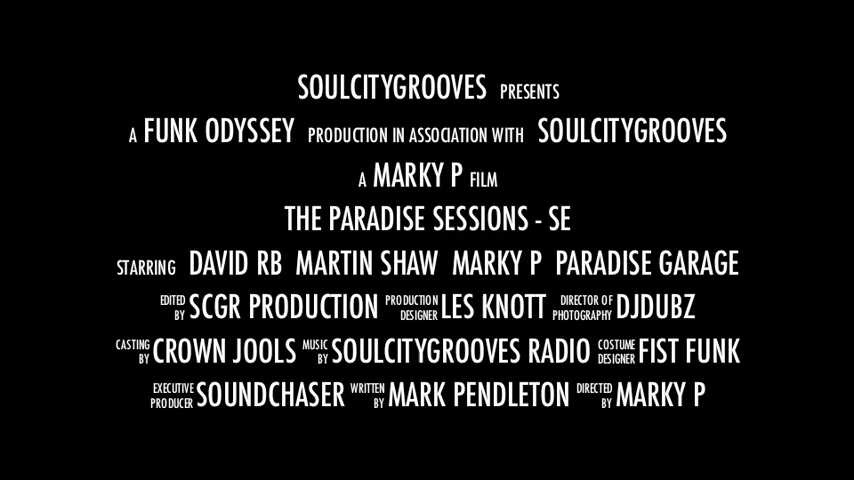 SOULCITYGROOVES PRESENTS
A FUNK ODYSSEY PRODUCTION IN ASSOCIATION WITH SOULCITYGROOVES
A MARKY P FILM
THE PARADISE SESSIONS - SE
STARRING DAVID RB MARTIN SHAW MARKY P PARADISE GARAGE
EDITED BY SCGR PRODUCTION PRODUCTION DESIGNER LES KNOTT DIRECTOR OF PHOTOGRAPHY DJDUBZ
CASTING BY CROWN JOOLS MUSIC BY SOULCITYGROOVES RADIO COSTUME DESIGNER FIST FUNK
EXECUTIVE PRODUCER SOUNDCHASER WRITTEN BY MARK PENDLETON DIRECTED BY MARKY P